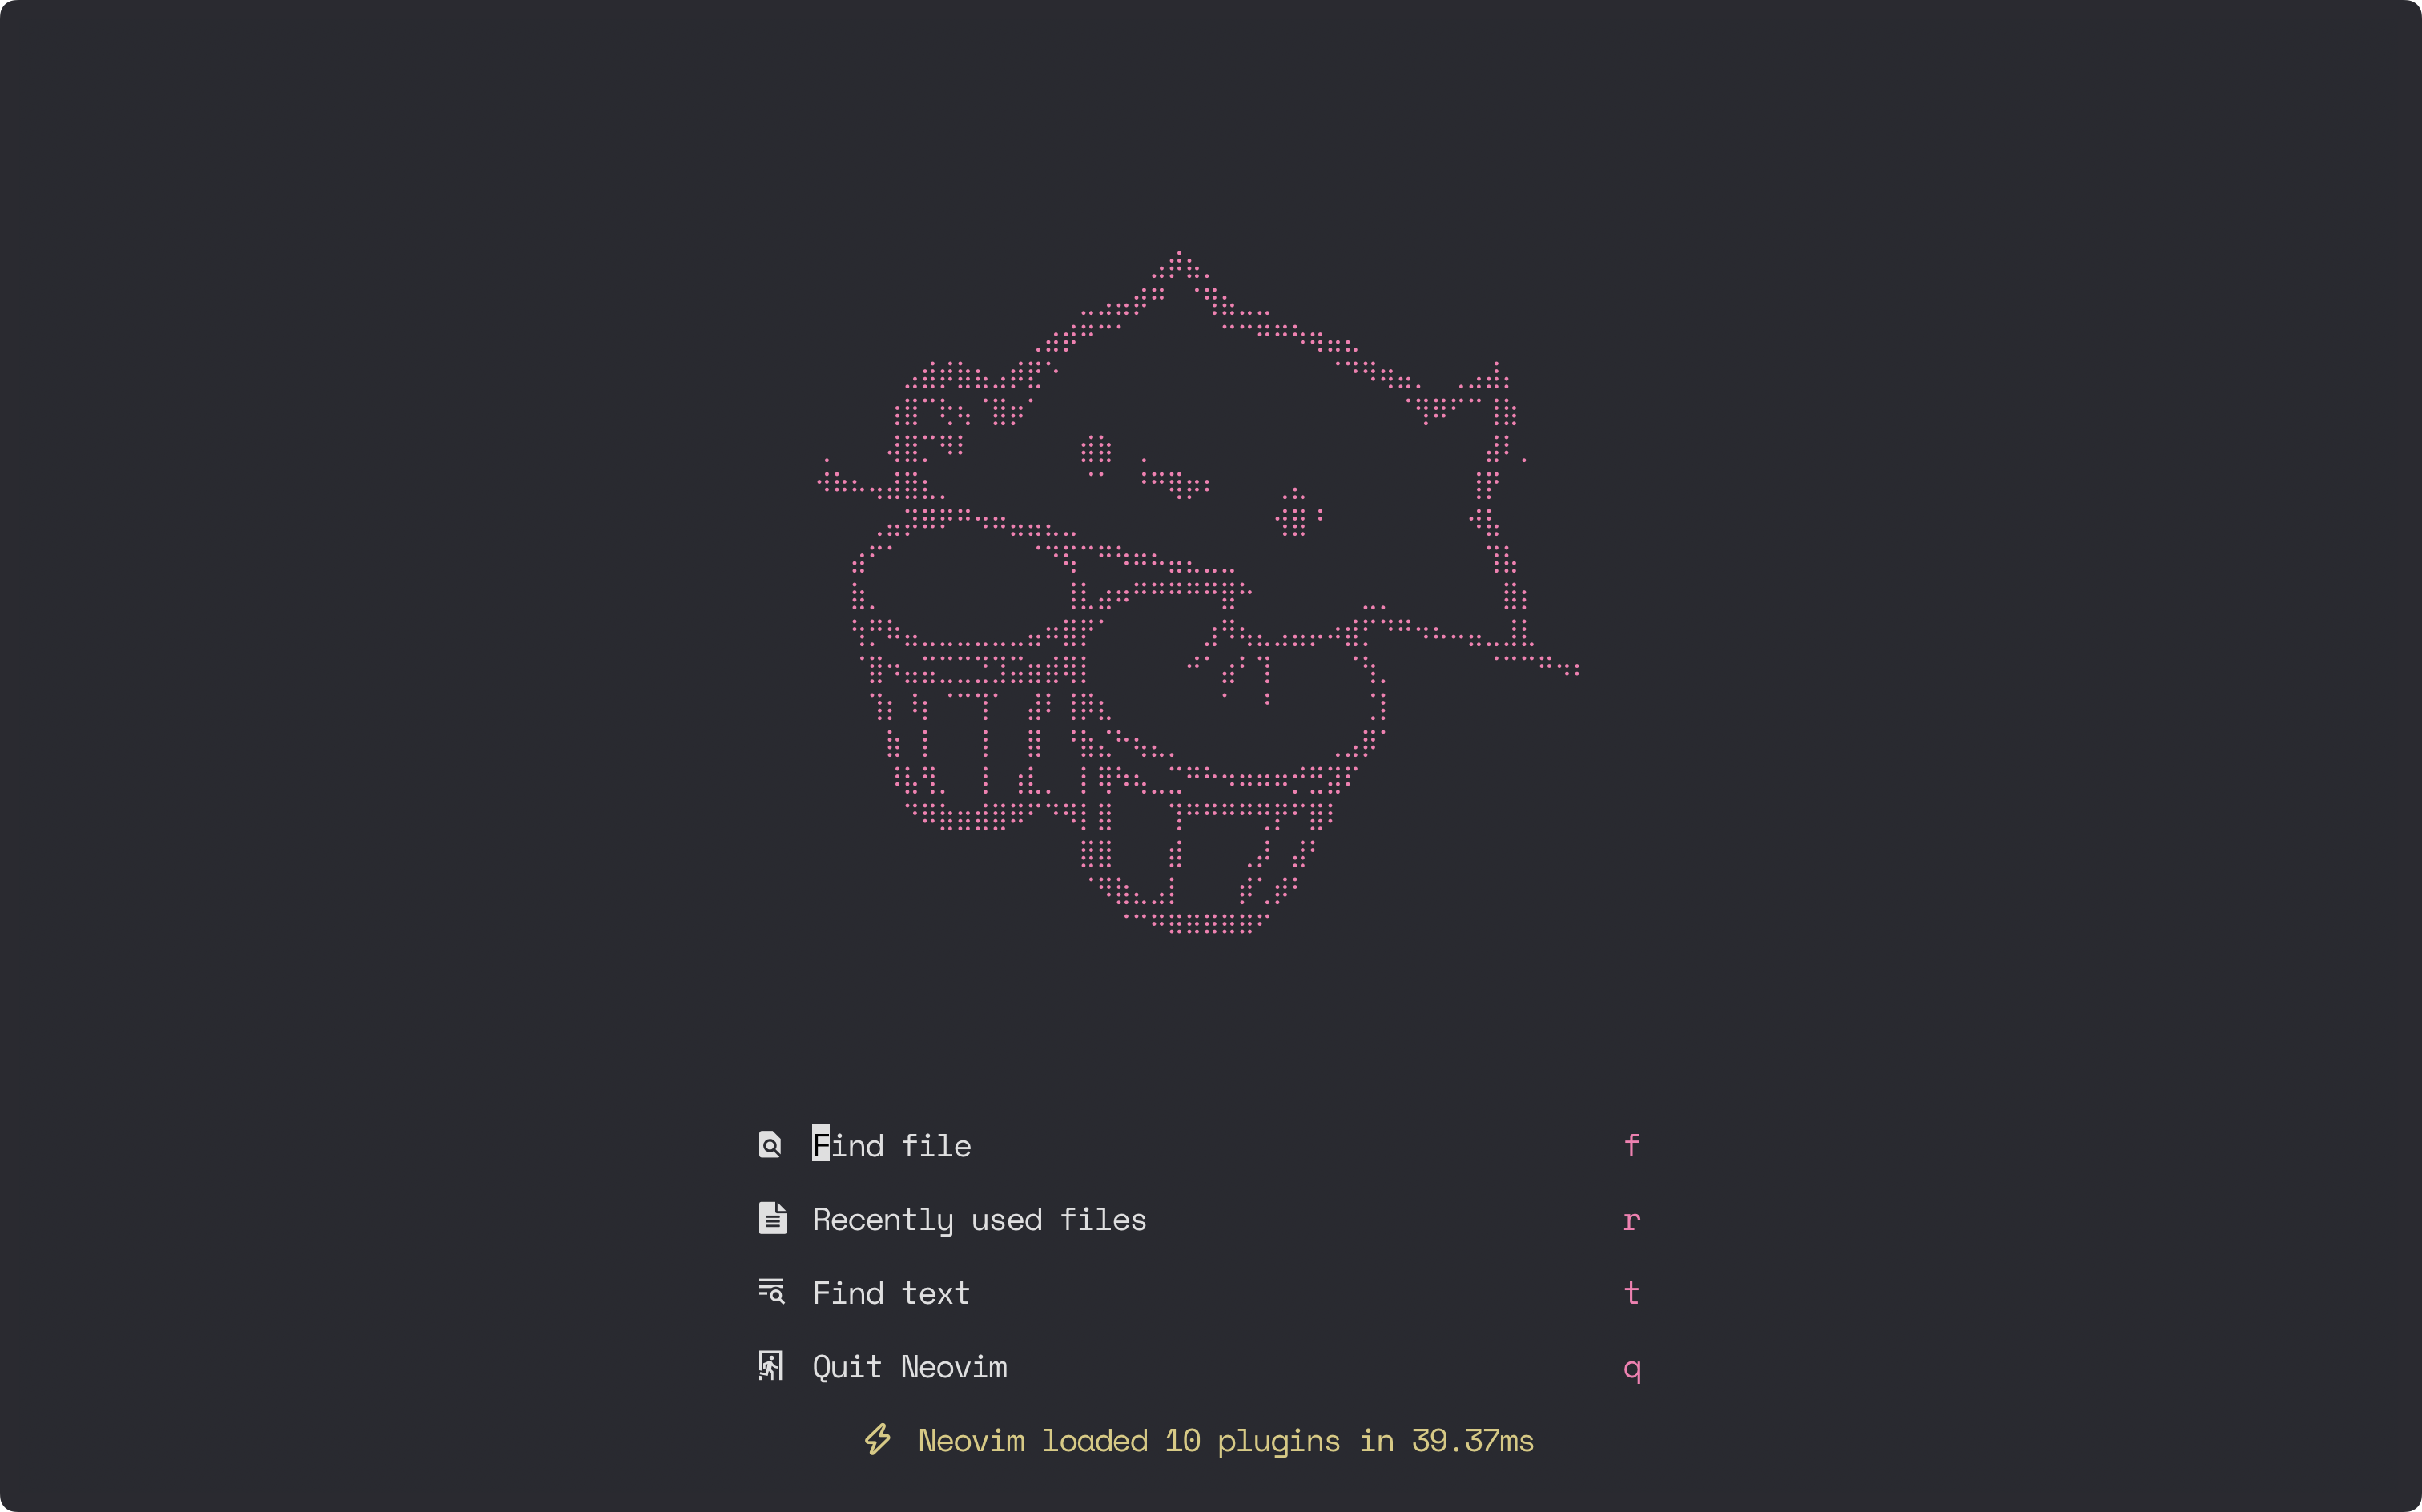 Find file f
Recently used files r
Find text t
Quit Neovim q
Neovim loaded 10 plugins in 39.37ms